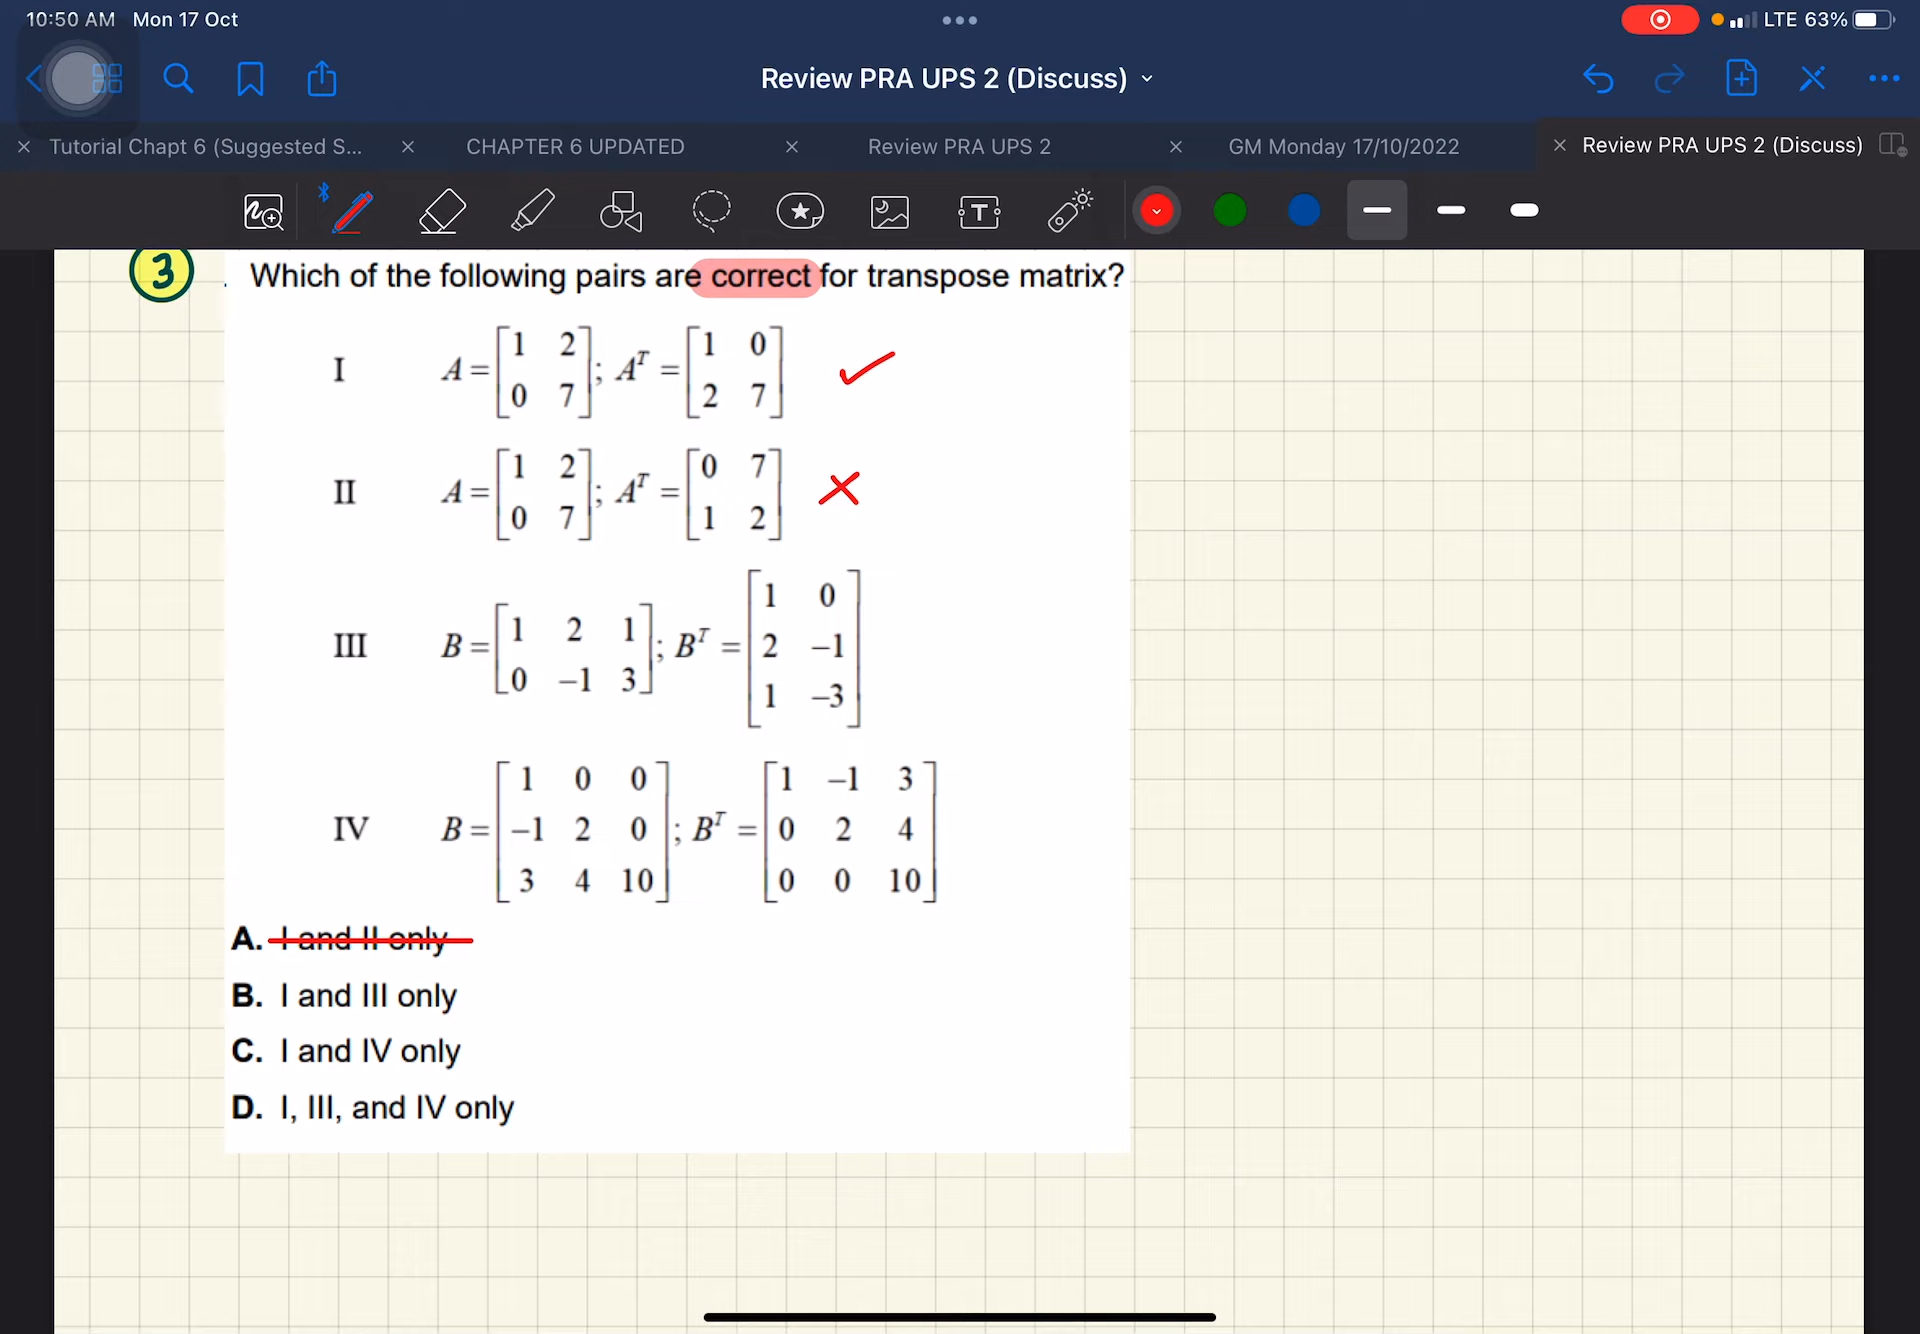 10:50 AM Mon 17 Oct
LTE 63%
Review PRA UPS 2 (Discuss)
Tutorial Chapt 6 (Suggested S...
CHAPTER 6 UPDATED
Review PRA UPS 2
GM Monday 17/10/2022
Review PRA UPS 2 (Discuss)
3 . Which of the following pairs are correct for transpose matrix?
I A = [1 2; 0 7]; A^T = [1 0; 2 7] ✓
II A = [1 2; 0 7]; A^T = [0 7; 1 2] ✗
III B = [1 2 1; 0 −1 3]; B^T = [1 0; 2 −1; 1 −3]
IV B = [1 0 0; −1 2 0; 3 4 10]; B^T = [1 −1 3; 0 2 4; 0 0 10]
A. I and II only
B. I and III only
C. I and IV only
D. I, III, and IV only